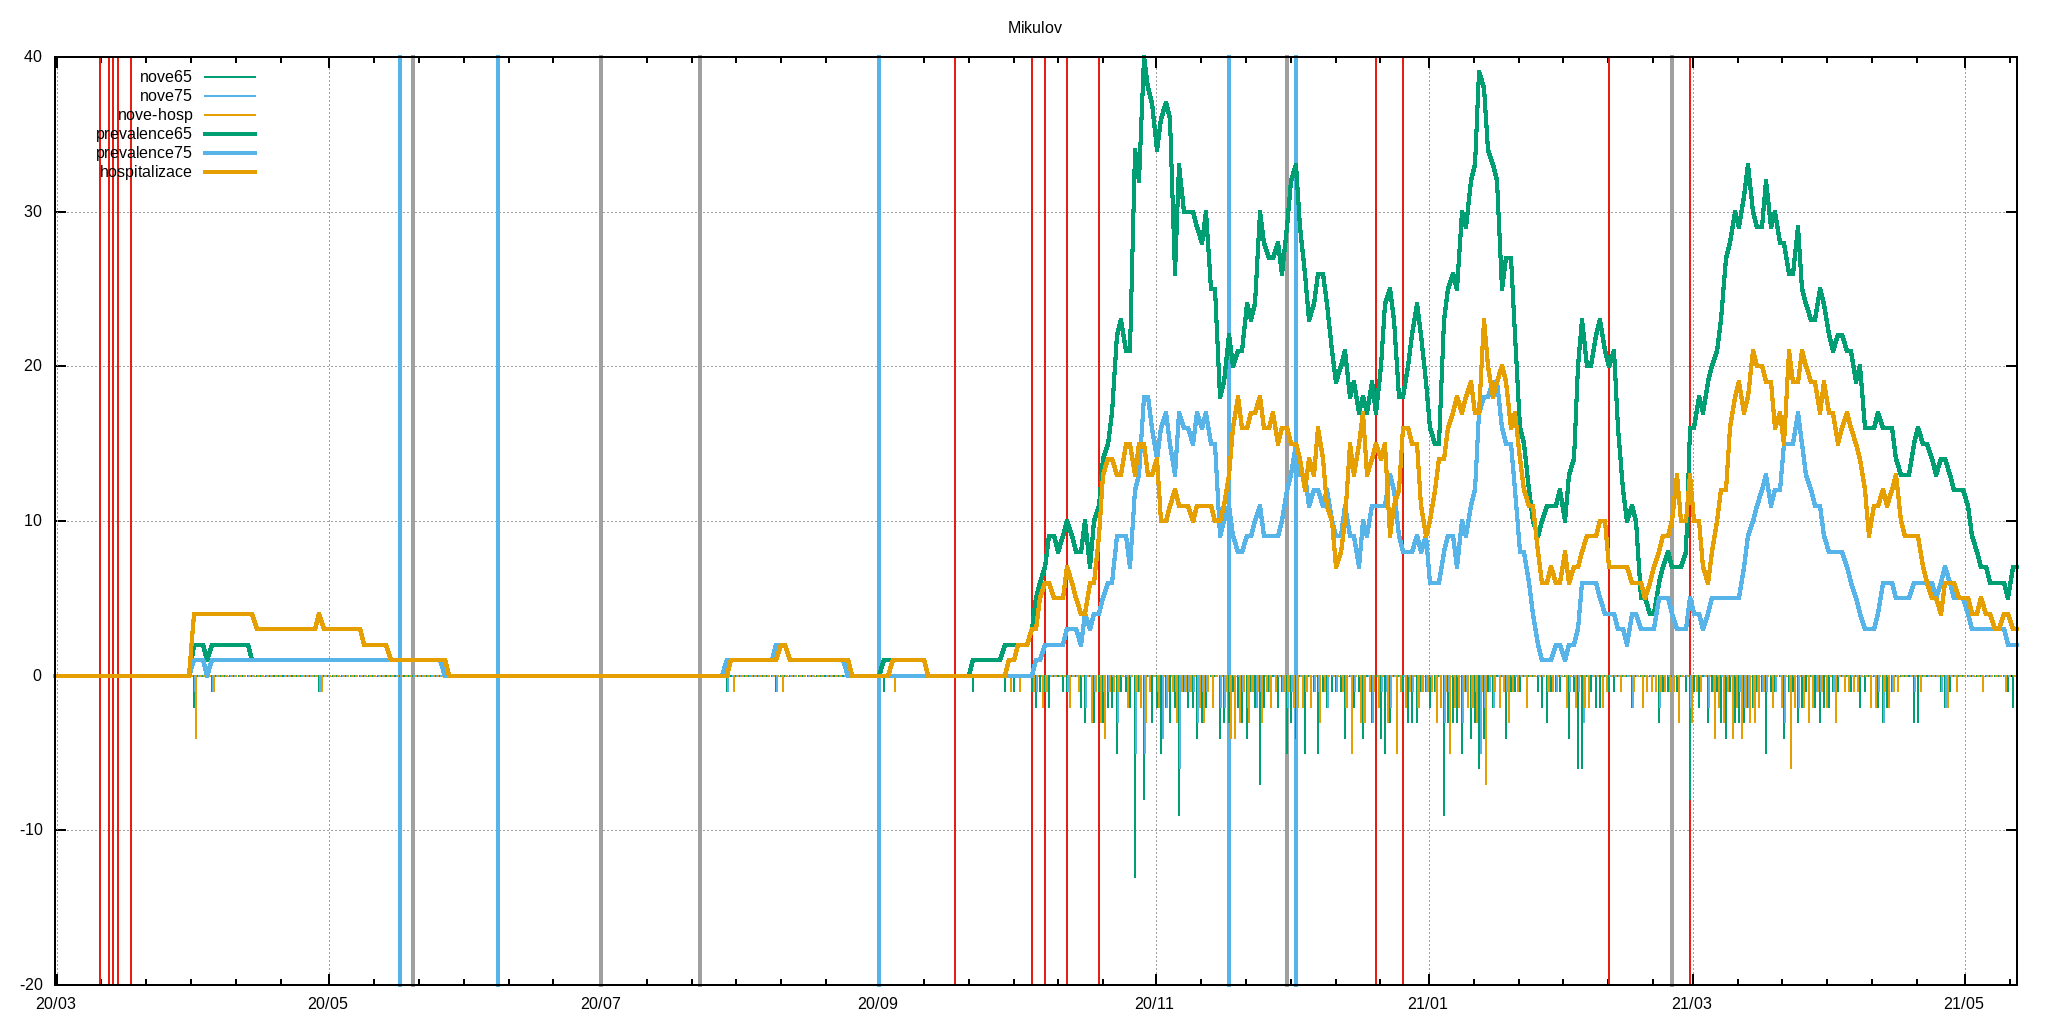 Mikulov
40
nove65
nove75
nove-hosp
prevalence65
prevalence75
hospitalizace
30
20
10
0
-10
-20
20/03 20/05 20/07 20/09 20/11 21/01 21/03 21/05